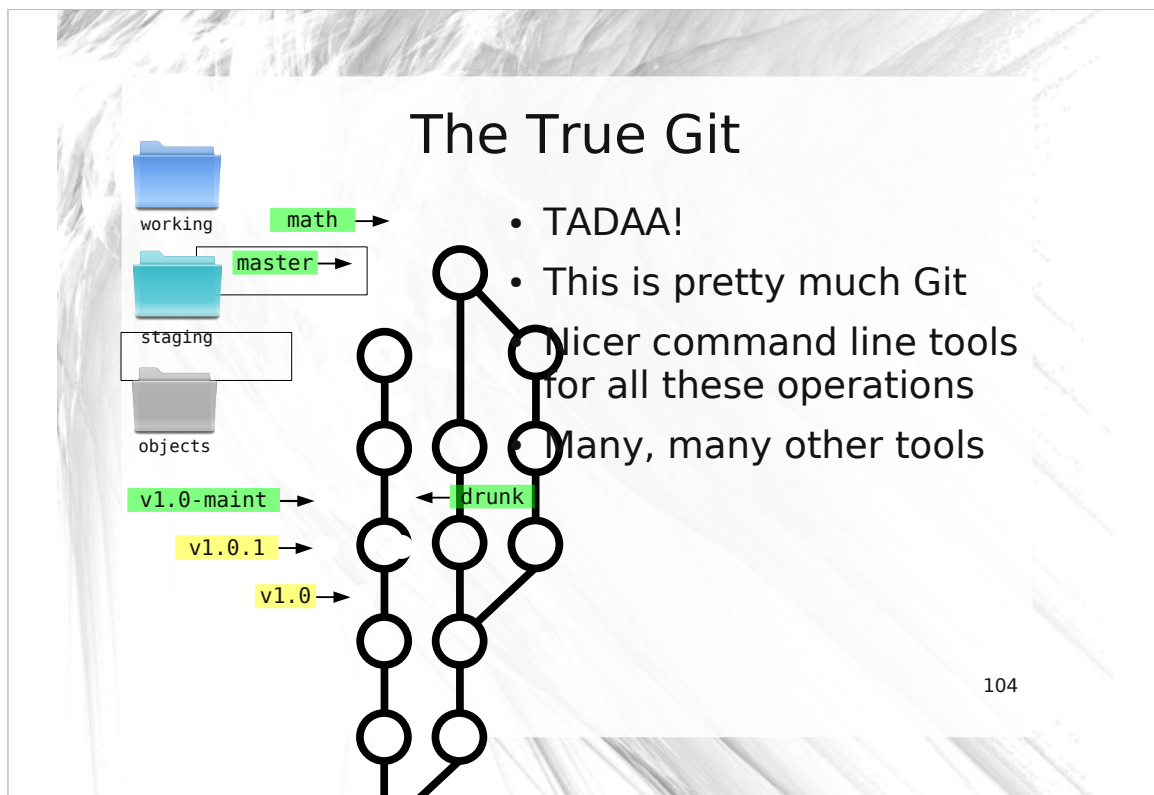 The True Git
working
math
master
staging
objects
v1.0-maint
drunk
v1.0.1
v1.0
• TADAA!
• This is pretty much Git
• Nicer command line tools
for all these operations
• Many, many other tools
104